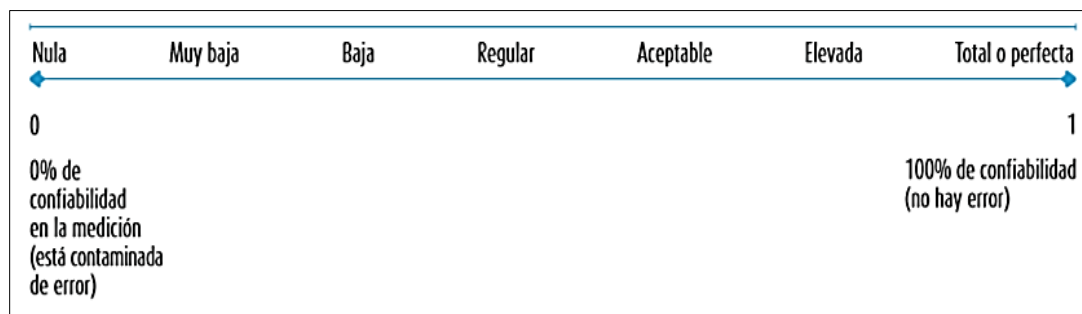 Nula Muy baja Baja Regular Aceptable Elevada Total o perfecta
0 1
0% de 100% de confiabilidad
confiabilidad (no hay error)
en la medición
(está contaminada
de error)